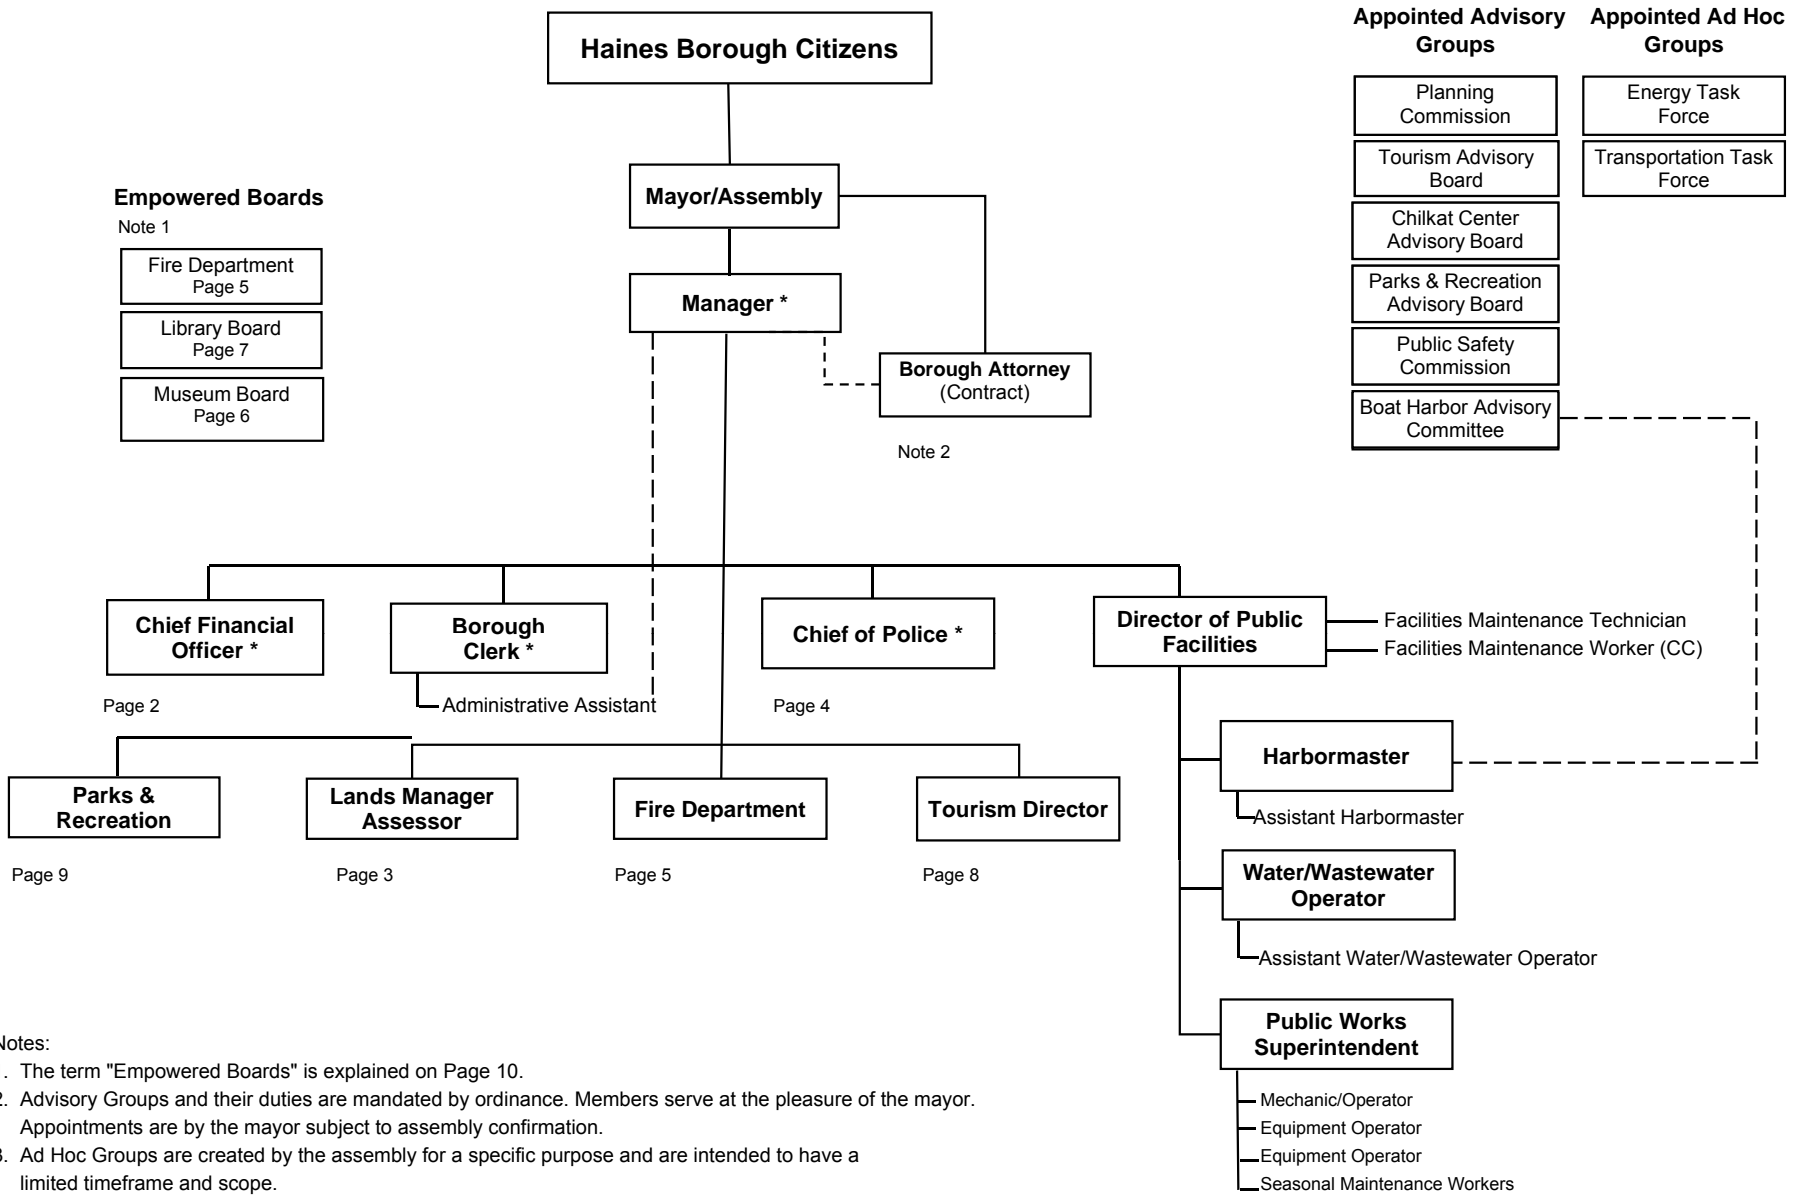 Haines Borough Citizens
Appointed Advisory
Groups
Appointed Ad Hoc
Groups
Planning
Commission
Energy Task
Force
Tourism Advisory
Board
Transportation Task
Force
Chilkat Center
Advisory Board
Parks & Recreation
Advisory Board
Public Safety
Commission
Boat Harbor Advisory
Committee
Empowered Boards
Note 1
Fire Department
Page 5
Library Board
Page 7
Museum Board
Page 6
Mayor/Assembly
Manager *
Borough Attorney
(Contract)
Note 2
Chief Financial
Officer *
Page 2
Borough
Clerk *
Administrative Assistant
Chief of Police *
Page 4
Director of Public
Facilities
Facilities Maintenance Technician
Facilities Maintenance Worker (CC)
Parks &
Recreation
Page 9
Lands Manager
Assessor
Page 3
Fire Department
Page 5
Tourism Director
Page 8
Harbormaster
Assistant Harbormaster
Water/Wastewater
Operator
Assistant Water/Wastewater Operator
Public Works
Superintendent
Mechanic/Operator
Equipment Operator
Equipment Operator
Seasonal Maintenance Workers
Notes:
. The term "Empowered Boards" is explained on Page 10.
2. Advisory Groups and their duties are mandated by ordinance. Members serve at the pleasure of the mayor.
Appointments are by the mayor subject to assembly confirmation.
3. Ad Hoc Groups are created by the assembly for a specific purpose and are intended to have a
limited timeframe and scope.